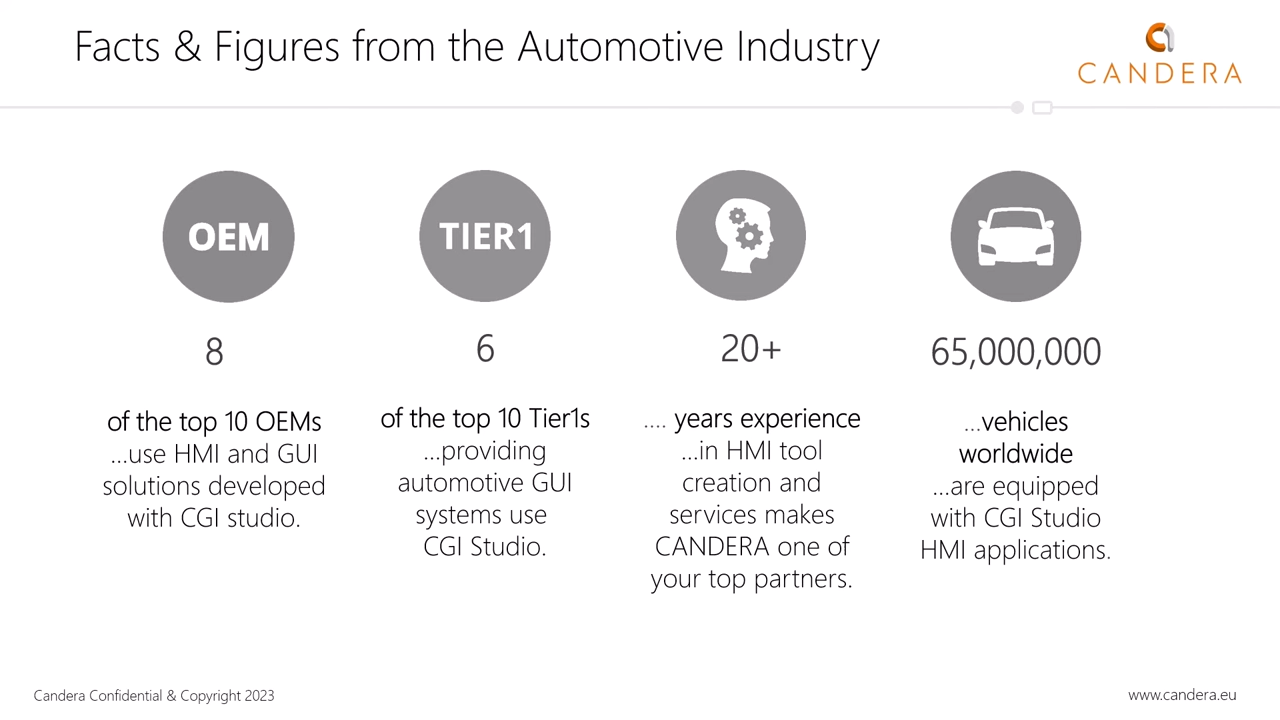 Facts & Figures from the Automotive Industry
CANDERA
OEM
8
of the top 10 OEMs
...use HMI and GUI
solutions developed
with CGI studio.
TIER1
6
of the top 10 Tier1s
...providing
automotive GUI
systems use
CGI Studio.
20+
.... years experience
...in HMI tool
creation and
services makes
CANDERA one of
your top partners.
65,000,000
...vehicles
worldwide
...are equipped
with CGI Studio
HMI applications.
Candera Confidential & Copyright 2023
www.candera.eu